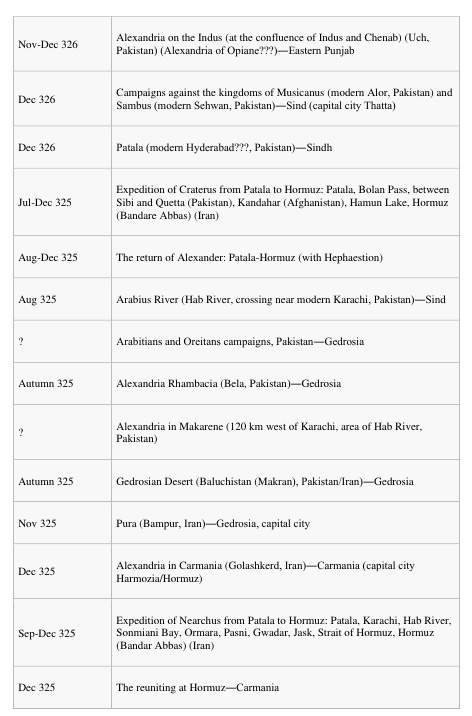 Nov-Dec 326
Alexandria on the Indus (at the confluence of Indus and Chenab) (Uch,
Pakistan) (Alexandria of Opiane???)—Eastern Punjab
Dec 326
Campaigns against the kingdoms of Musicanus (modern Alor, Pakistan) and
Sambus (modern Sehwan, Pakistan)—Sind (capital city Thatta)
Dec 326
Patala (modern Hyderabad???, Pakistan)—Sindh
Jul-Dec 325
Expedition of Craterus from Patala to Hormuz: Patala, Bolan Pass, between
Sibi and Quetta (Pakistan), Kandahar (Afghanistan), Hamun Lake, Hormuz
(Bandare Abbas) (Iran)
Aug-Dec 325
The return of Alexander: Patala-Hormuz (with Hephaestion)
Aug 325
Arabius River (Hab River, crossing near modern Karachi, Pakistan)—Sind
?
Arabitians and Oreitans campaigns, Pakistan—Gedrosia
Autumn 325
Alexandria Rhambacia (Bela, Pakistan)—Gedrosia
?
Alexandria in Makarene (120 km west of Karachi, area of Hab River,
Pakistan)
Autumn 325
Gedrosian Desert (Baluchistan (Makran), Pakistan/Iran)—Gedrosia
Nov 325
Pura (Bampur, Iran)—Gedrosia, capital city
Dec 325
Alexandria in Carmania (Golashkerd, Iran)—Carmania (capital city
Harmozia/Hormuz)
Sep-Dec 325
Expedition of Nearchus from Patala to Hormuz: Patala, Karachi, Hab River,
Sonmiani Bay, Ormara, Pasni, Gwadar, Jask, Strait of Hormuz, Hormuz
(Bandar Abbas) (Iran)
Dec 325
The reuniting at Hormuz—Carmania